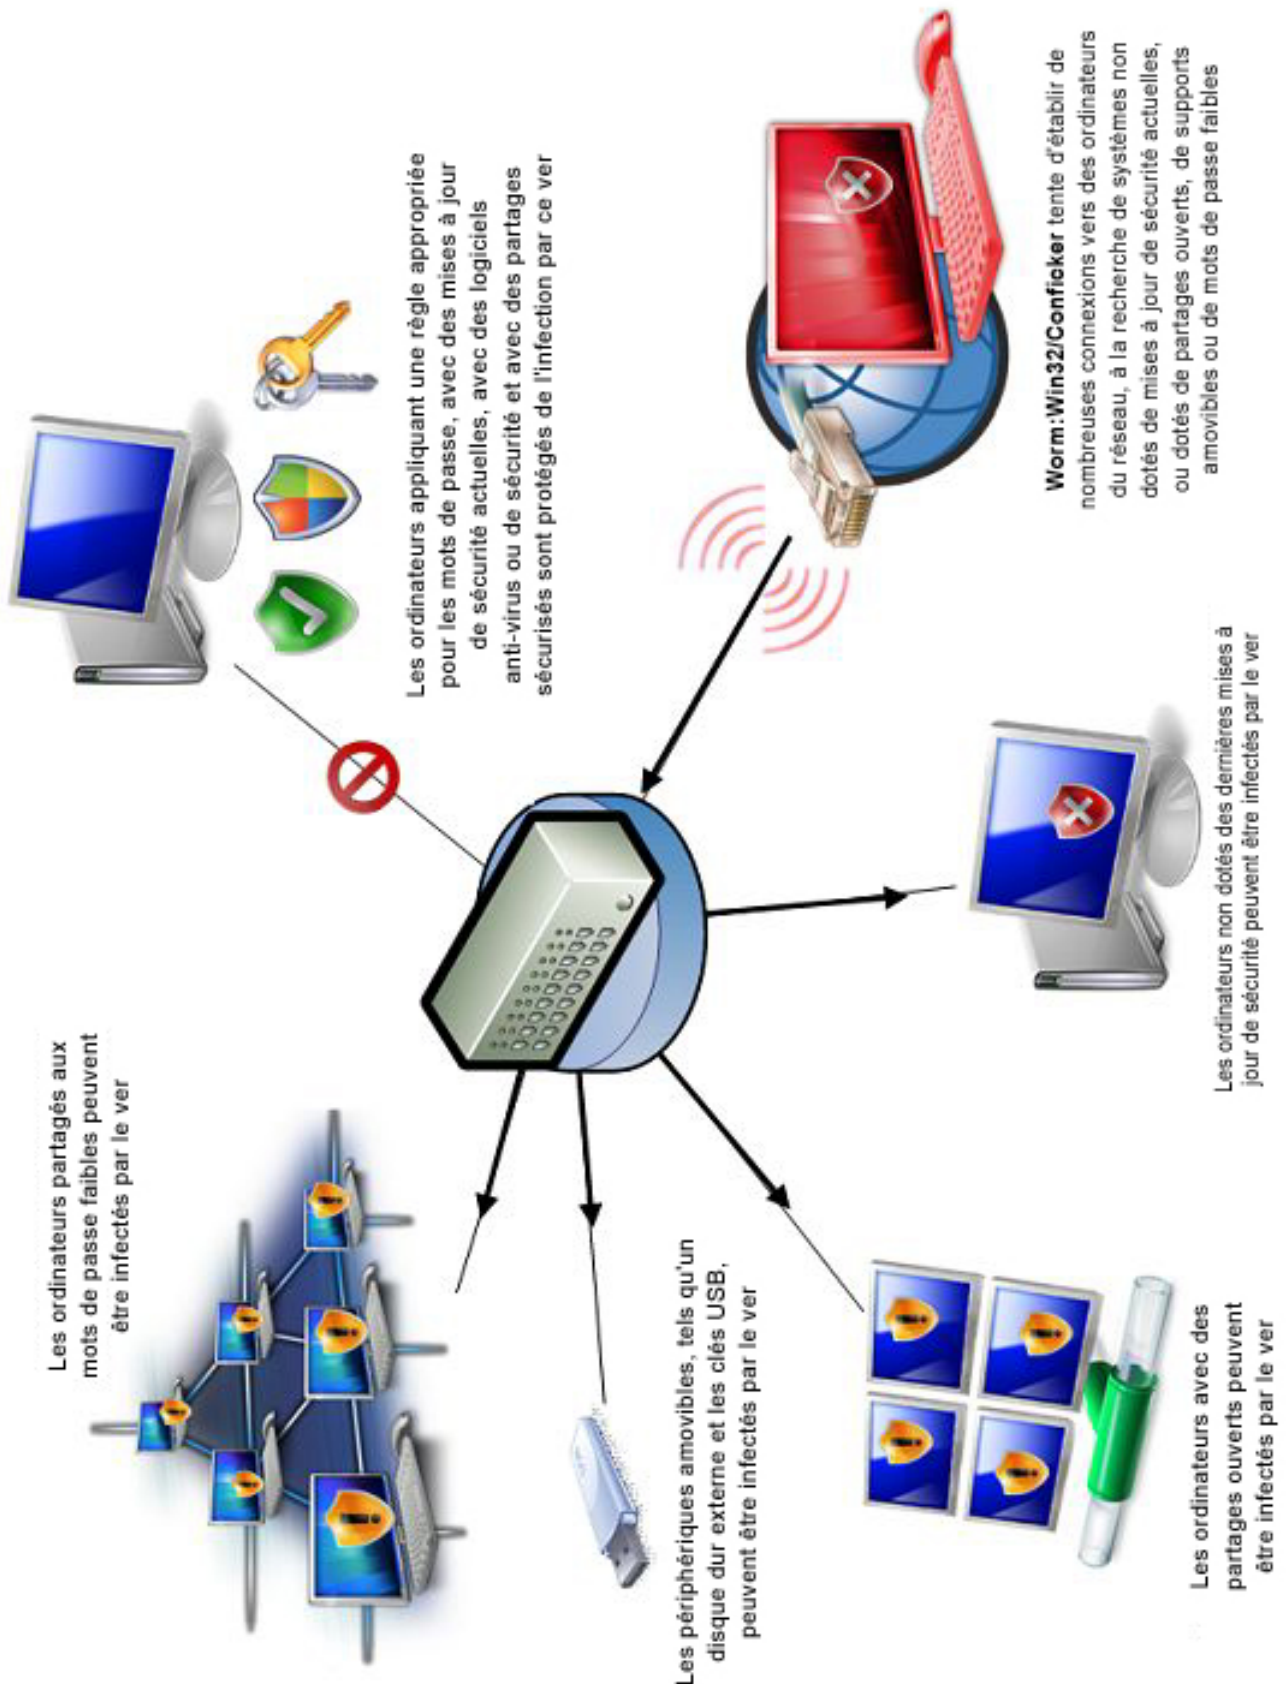 Les ordinateurs partagés aux
mots de passe faibles peuvent
être infectés par le ver
Les ordinateurs appliquant une règle appropriée
pour les mots de passe, avec des mises à jour
de sécurité actuelles, avec des logiciels
anti-virus ou de sécurité et avec des partages
sécurisés sont protégés de l'infection par ce ver
Les périphériques amovibles, tels qu'un
disque dur externe et les clés USB,
peuvent être infectés par le ver
Worm:Win32/Conficker tente d'établir de
nombreuses connexions vers des ordinateurs
du réseau, à la recherche de systèmes non
dotés de mises à jour de sécurité actuelles,
ou dotés de partages ouverts, de supports
amovibles ou de mots de passe faibles
Les ordinateurs avec des
partages ouverts peuvent
être infectés par le ver
Les ordinateurs non dotés des dernières mises à
jour de sécurité peuvent être infectés par le ver